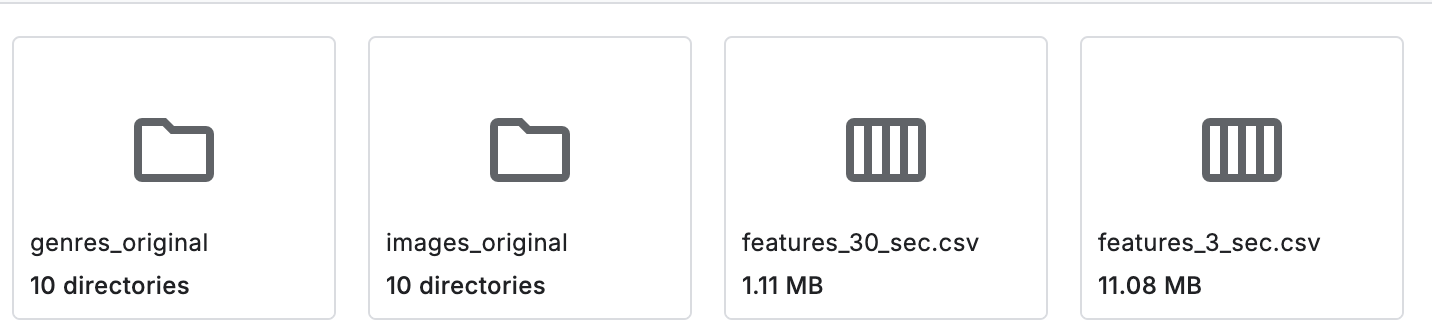 genres_original
10 directories
images_original
10 directories
features_30_sec.csv
1.11 MB
features_3_sec.csv
11.08 MB